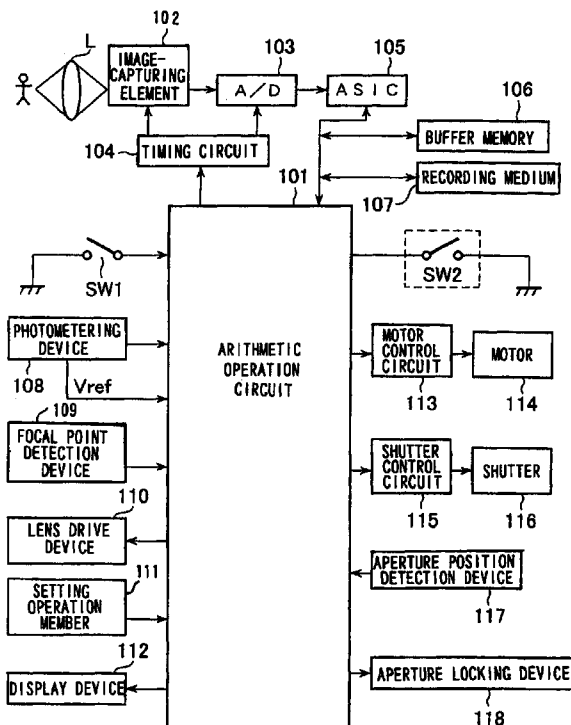 102
L
IMAGE-
CAPTURING
ELEMENT
103
A/D
105
ASIC
106
BUFFER MEMORY
104
TIMING CIRCUIT
101
107
RECORDING MEDIUM
SW1
SW2
PHOTOMETERING
DEVICE
108
Vref
ARITHMETIC
OPERATION
CIRCUIT
MOTOR
CONTROL
CIRCUIT
113
MOTOR
114
109
FOCAL POINT
DETECTION
DEVICE
SHUTTER
CONTROL
CIRCUIT
115
SHUTTER
116
110
LENS DRIVE
DEVICE
111
SETTING
OPERATION
MEMBER
APERTURE POSITION
DETECTION DEVICE
117
112
DISPLAY DEVICE
APERTURE LOCKING DEVICE
118